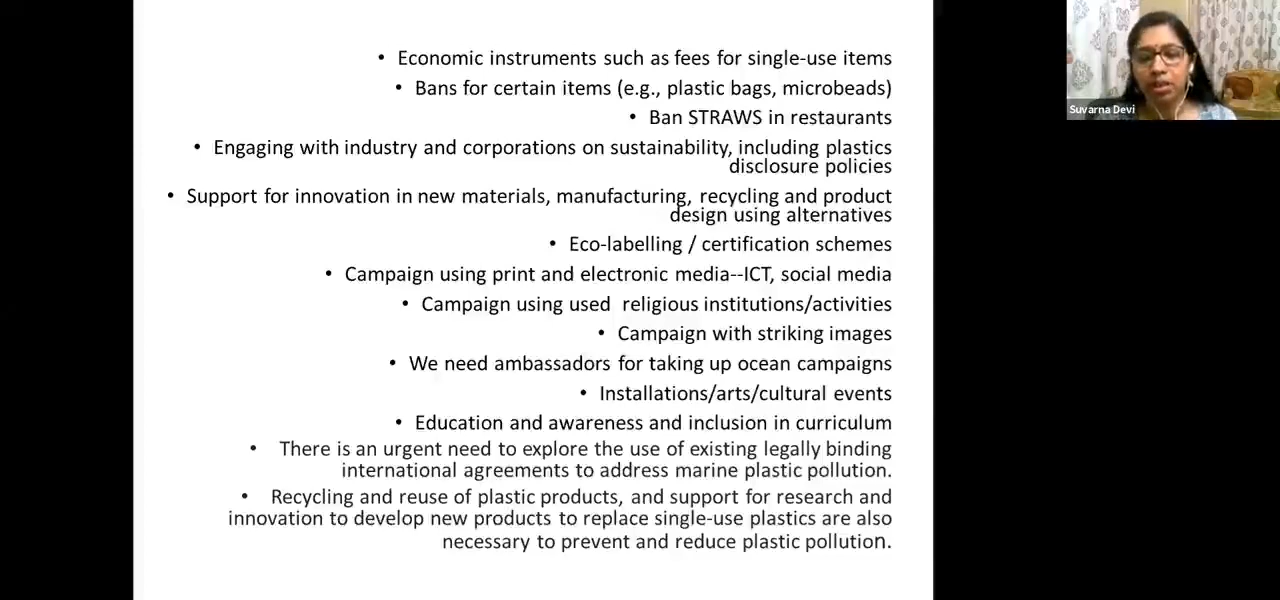 • Economic instruments such as fees for single-use items
• Bans for certain items (e.g., plastic bags, microbeads)
• Ban STRAWS in restaurants
• Engaging with industry and corporations on sustainability, including plastics
disclosure policies
• Support for innovation in new materials, manufacturing, recycling and product
design using alternatives
• Eco-labelling / certification schemes
• Campaign using print and electronic media--ICT, social media
• Campaign using used religious institutions/activities
• Campaign with striking images
• We need ambassadors for taking up ocean campaigns
• Installations/arts/cultural events
• Education and awareness and inclusion in curriculum
• There is an urgent need to explore the use of existing legally binding
international agreements to address marine plastic pollution.
• Recycling and reuse of plastic products, and support for research and
innovation to develop new products to replace single-use plastics are also
necessary to prevent and reduce plastic pollution.
Suvarna Devi